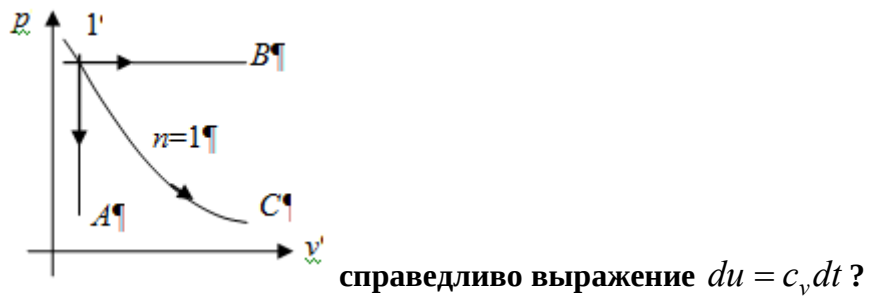 p 1'
B¶
n=1¶
A¶ C¶
v' справедливо выражение du = c_v dt ?